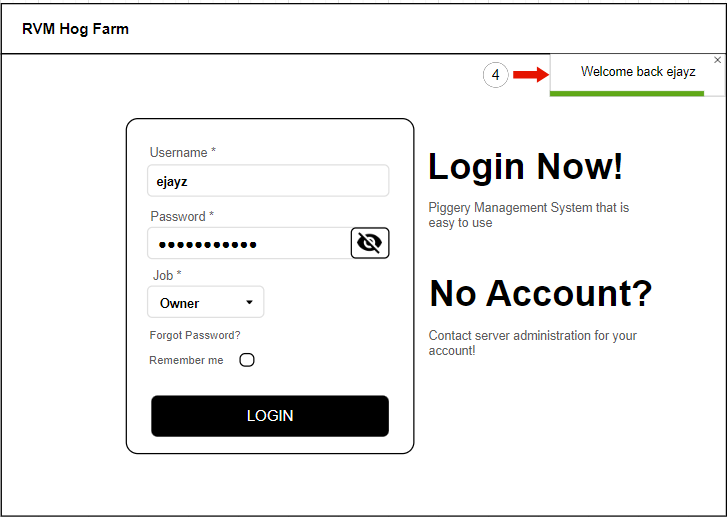 RVM Hog Farm
4
Welcome back ejayz
Username *
ejayz
Password *
Job *
Owner
Forgot Password?
Remember me
LOGIN
Login Now!
Piggery Management System that is
easy to use
No Account?
Contact server administration for your
account!